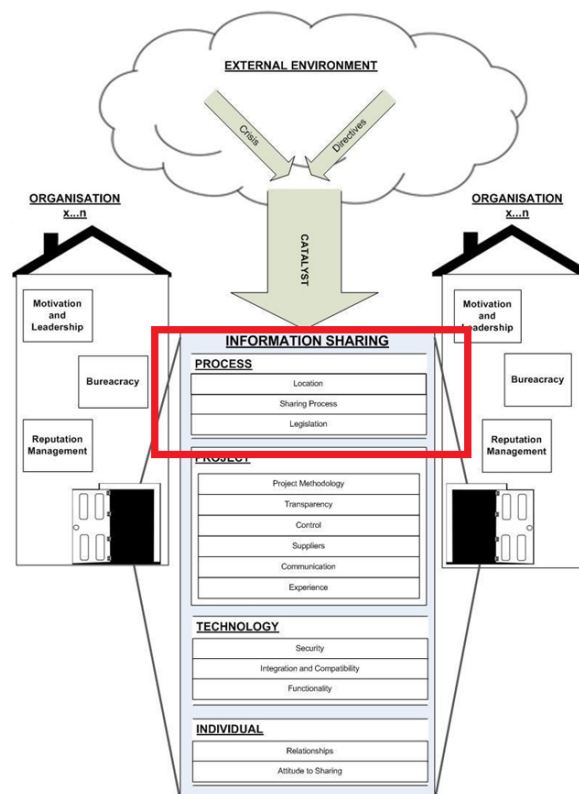 EXTERNAL ENVIRONMENT
Crisis
Directives
CATALYST
ORGANISATION
x...n
Motivation
and
Leadership
Bureacracy
Reputation
Management
ORGANISATION
x...n
Motivation
and
Leadership
Bureacracy
Reputation
Management
INFORMATION SHARING
PROCESS
Location
Sharing Process
Legislation
PROJECT
Project Methodology
Transparency
Control
Suppliers
Communication
Experience
TECHNOLOGY
Security
Integration and Compatibility
Functionality
INDIVIDUAL
Relationships
Attitude to Sharing